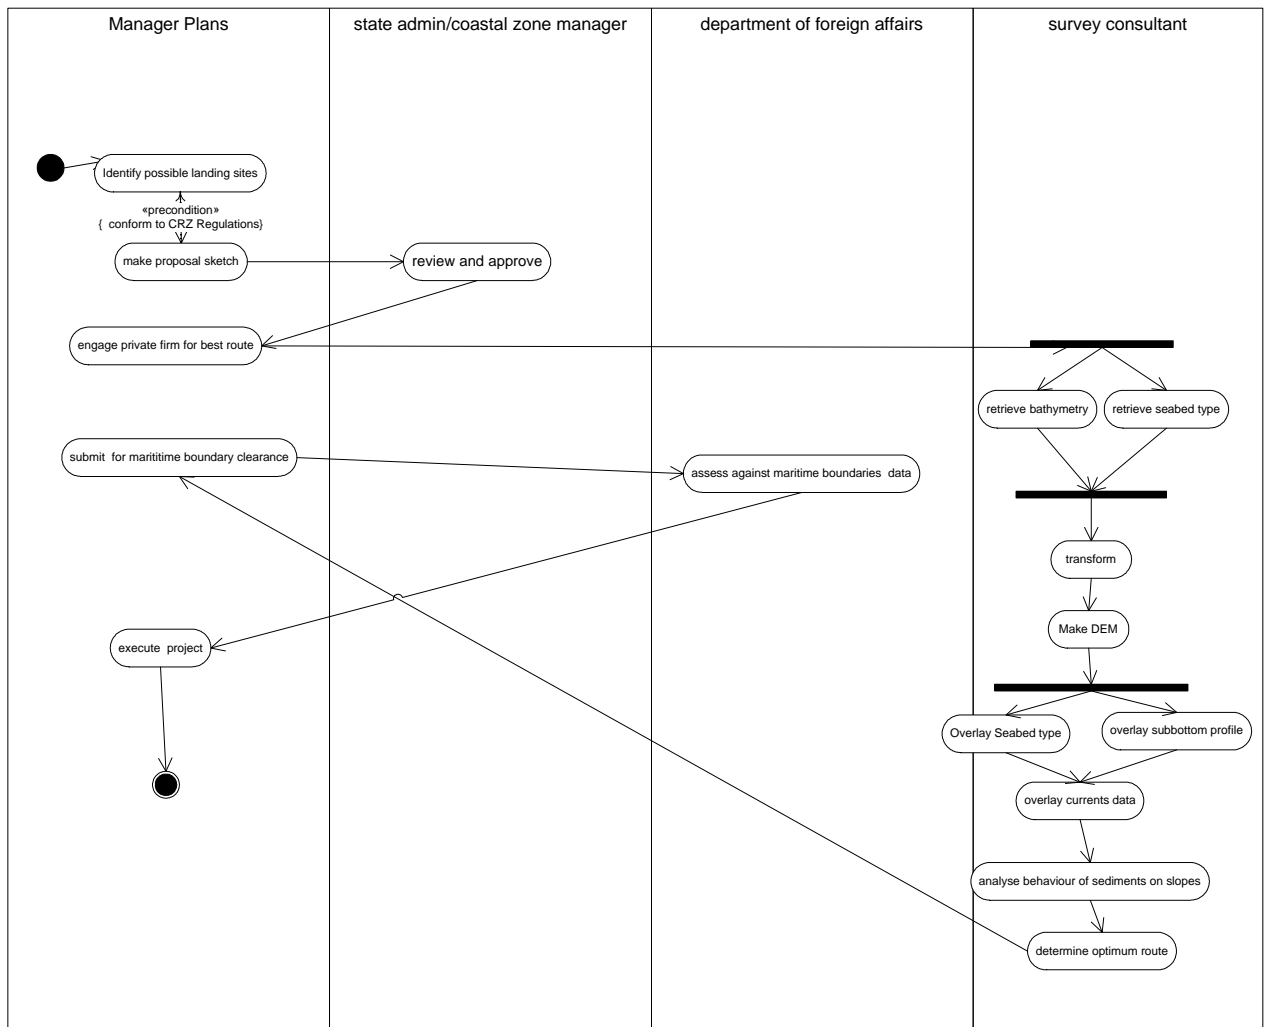 Manager Plans
state admin/coastal zone manager
department of foreign affairs
survey consultant
Identify possible landing sites
«precondition»
{ conform to CRZ Regulations}
make proposal sketch
review and approve
engage private firm for best route
retrieve bathymetry
retrieve seabed type
submit for marititime boundary clearance
assess against maritime boundaries data
transform
Make DEM
execute project
Overlay Seabed type
overlay subbottom profile
overlay currents data
analyse behaviour of sediments on slopes
determine optimum route